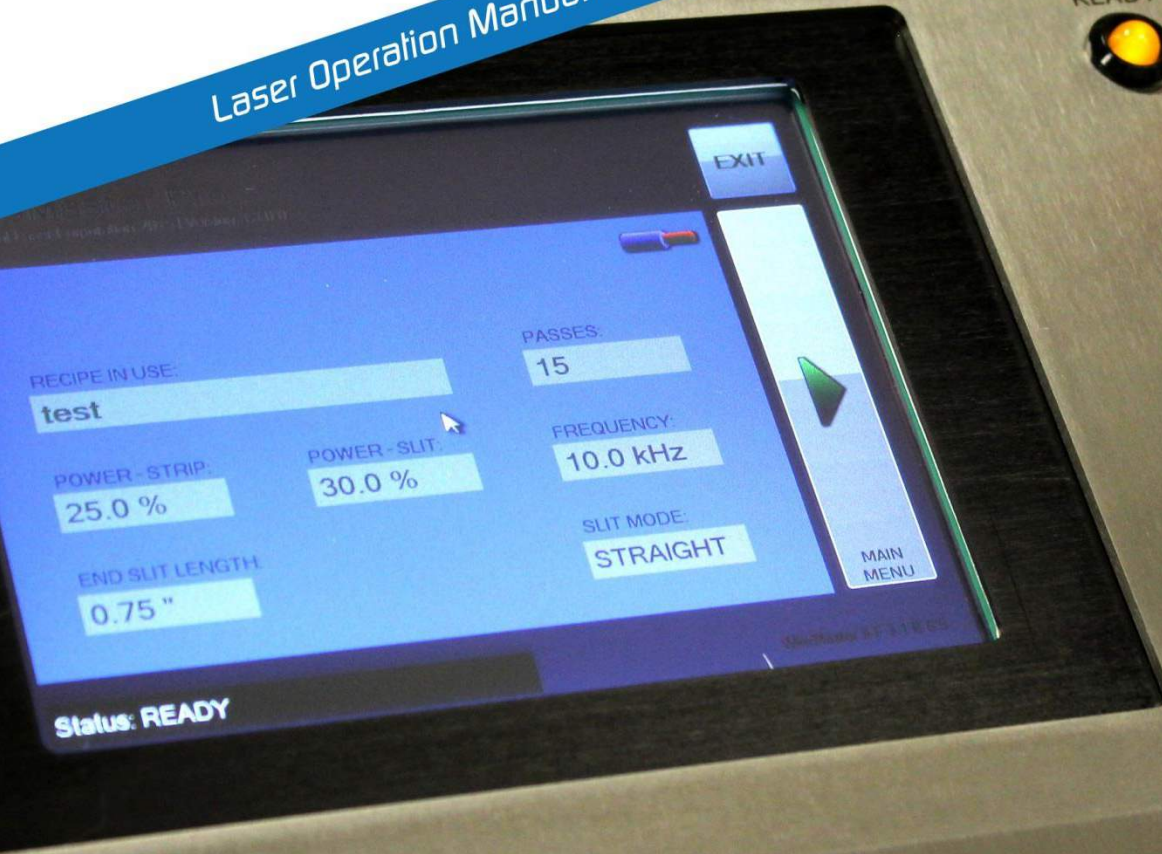 Laser Operation
EXIT
RECIPE IN USE:
test
PASSES:
15
POWER - STRIP:
25.0 %
POWER - SLIT:
30.0 %
FREQUENCY:
10.0 kHz
END SLIT LENGTH:
0.75 "
SLIT MODE:
STRAIGHT
MAIN
MENU
Status: READY